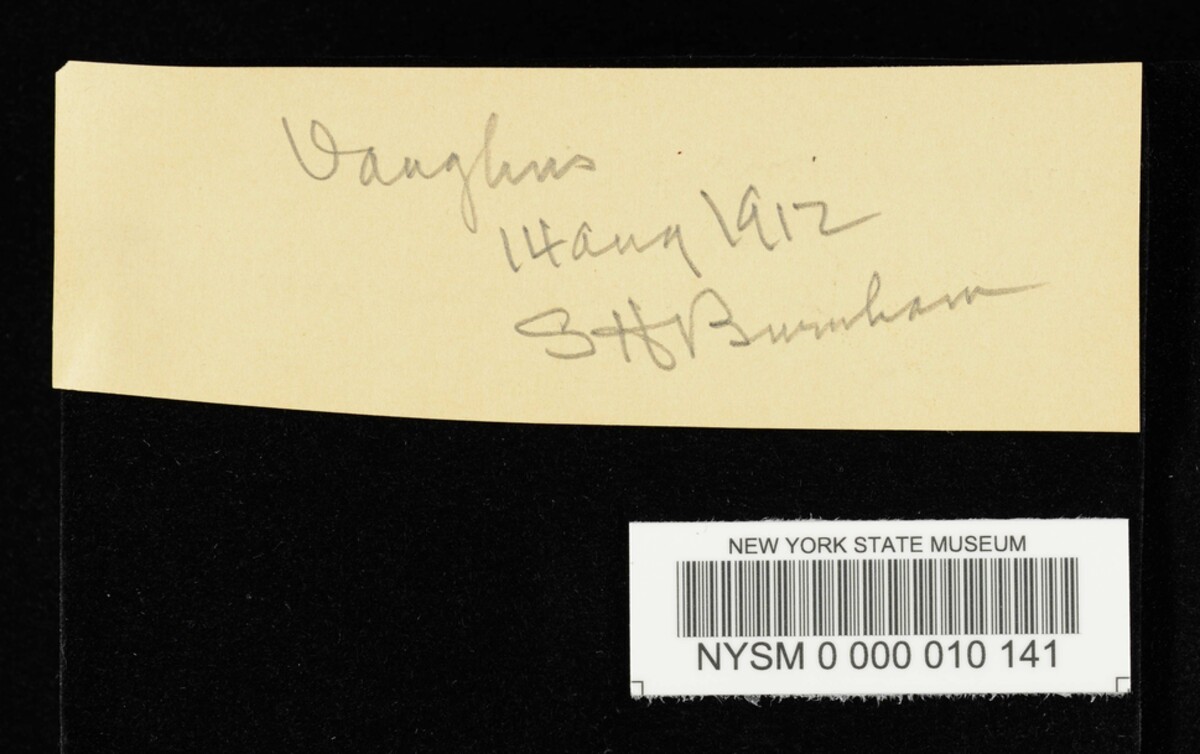 Vaughns
14 aug 1912
S H Burnham
NEW YORK STATE MUSEUM
NYSM 0 000 010 141